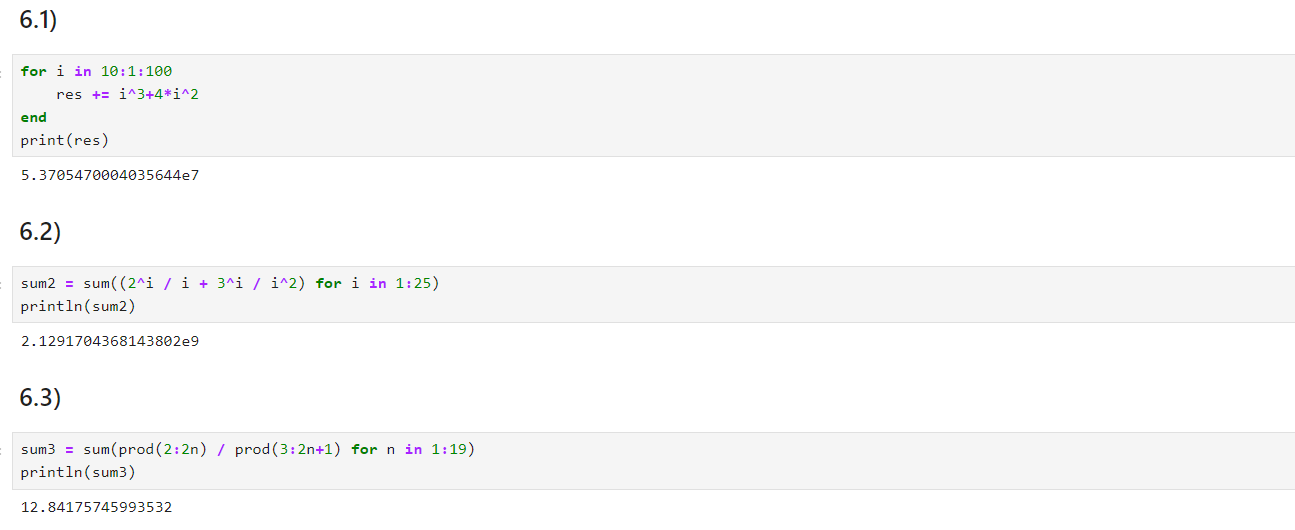 6.1)
for i in 10:1:100
    res += i^3+4*i^2
end
print(res)
5.3705470004035644e7
6.2)
sum2 = sum((2^i / i + 3^i / i^2) for i in 1:25)
println(sum2)
2.1291704368143802e9
6.3)
sum3 = sum(prod(2:2n) / prod(3:2n+1) for n in 1:19)
println(sum3)
12.84175745993532